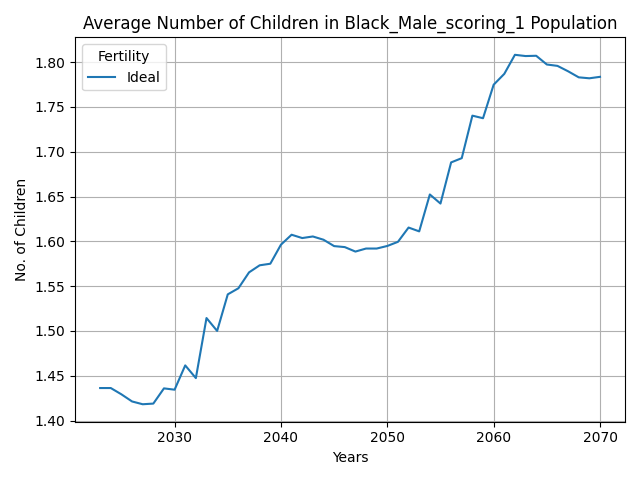 Average Number of Children in Black_Male_scoring_1 Population
Fertility
Ideal
No. of Children
1.80
1.75
1.70
1.65
1.60
1.55
1.50
1.45
1.40
2030 2040 2050 2060 2070
Years